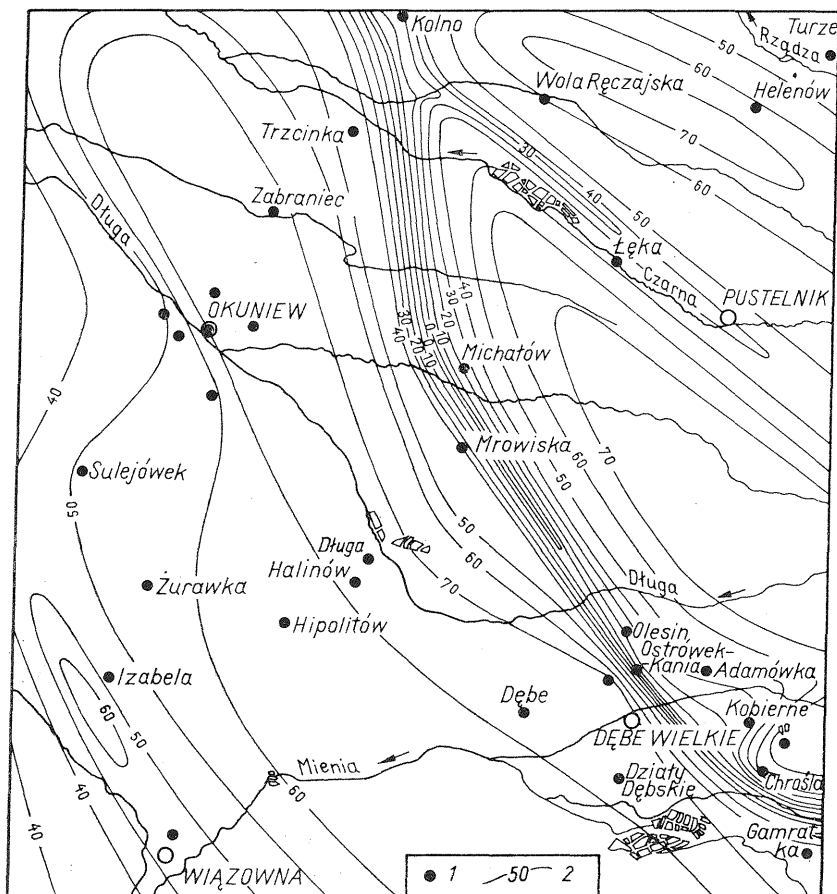 Kolno
Turze
Rządza
50
60
70
Wola Ręczajska
Helenów
Trzcinka
30
40
50
60
Zabraniec
Długa
Łęka
Czarna
PUSTELNIK
OKUNIEW
40
30
20
10
0
10
20
30
40
Michałów
40
Mrowiska
60
70
Sulejówek
50
50
60
70
Długa
Halinów
Żurawka
Długa
Hipolitów
Olesin
Ostrówek-
-Kania
Adamówka
Izabela
60
Dębe
Kobierne
DĘBE WIELKIE
50
Mienia
Działy
Dębskie
Chrośla
40
40
60
Gamrat-
ka
WIĄZOWNA
1
50 2